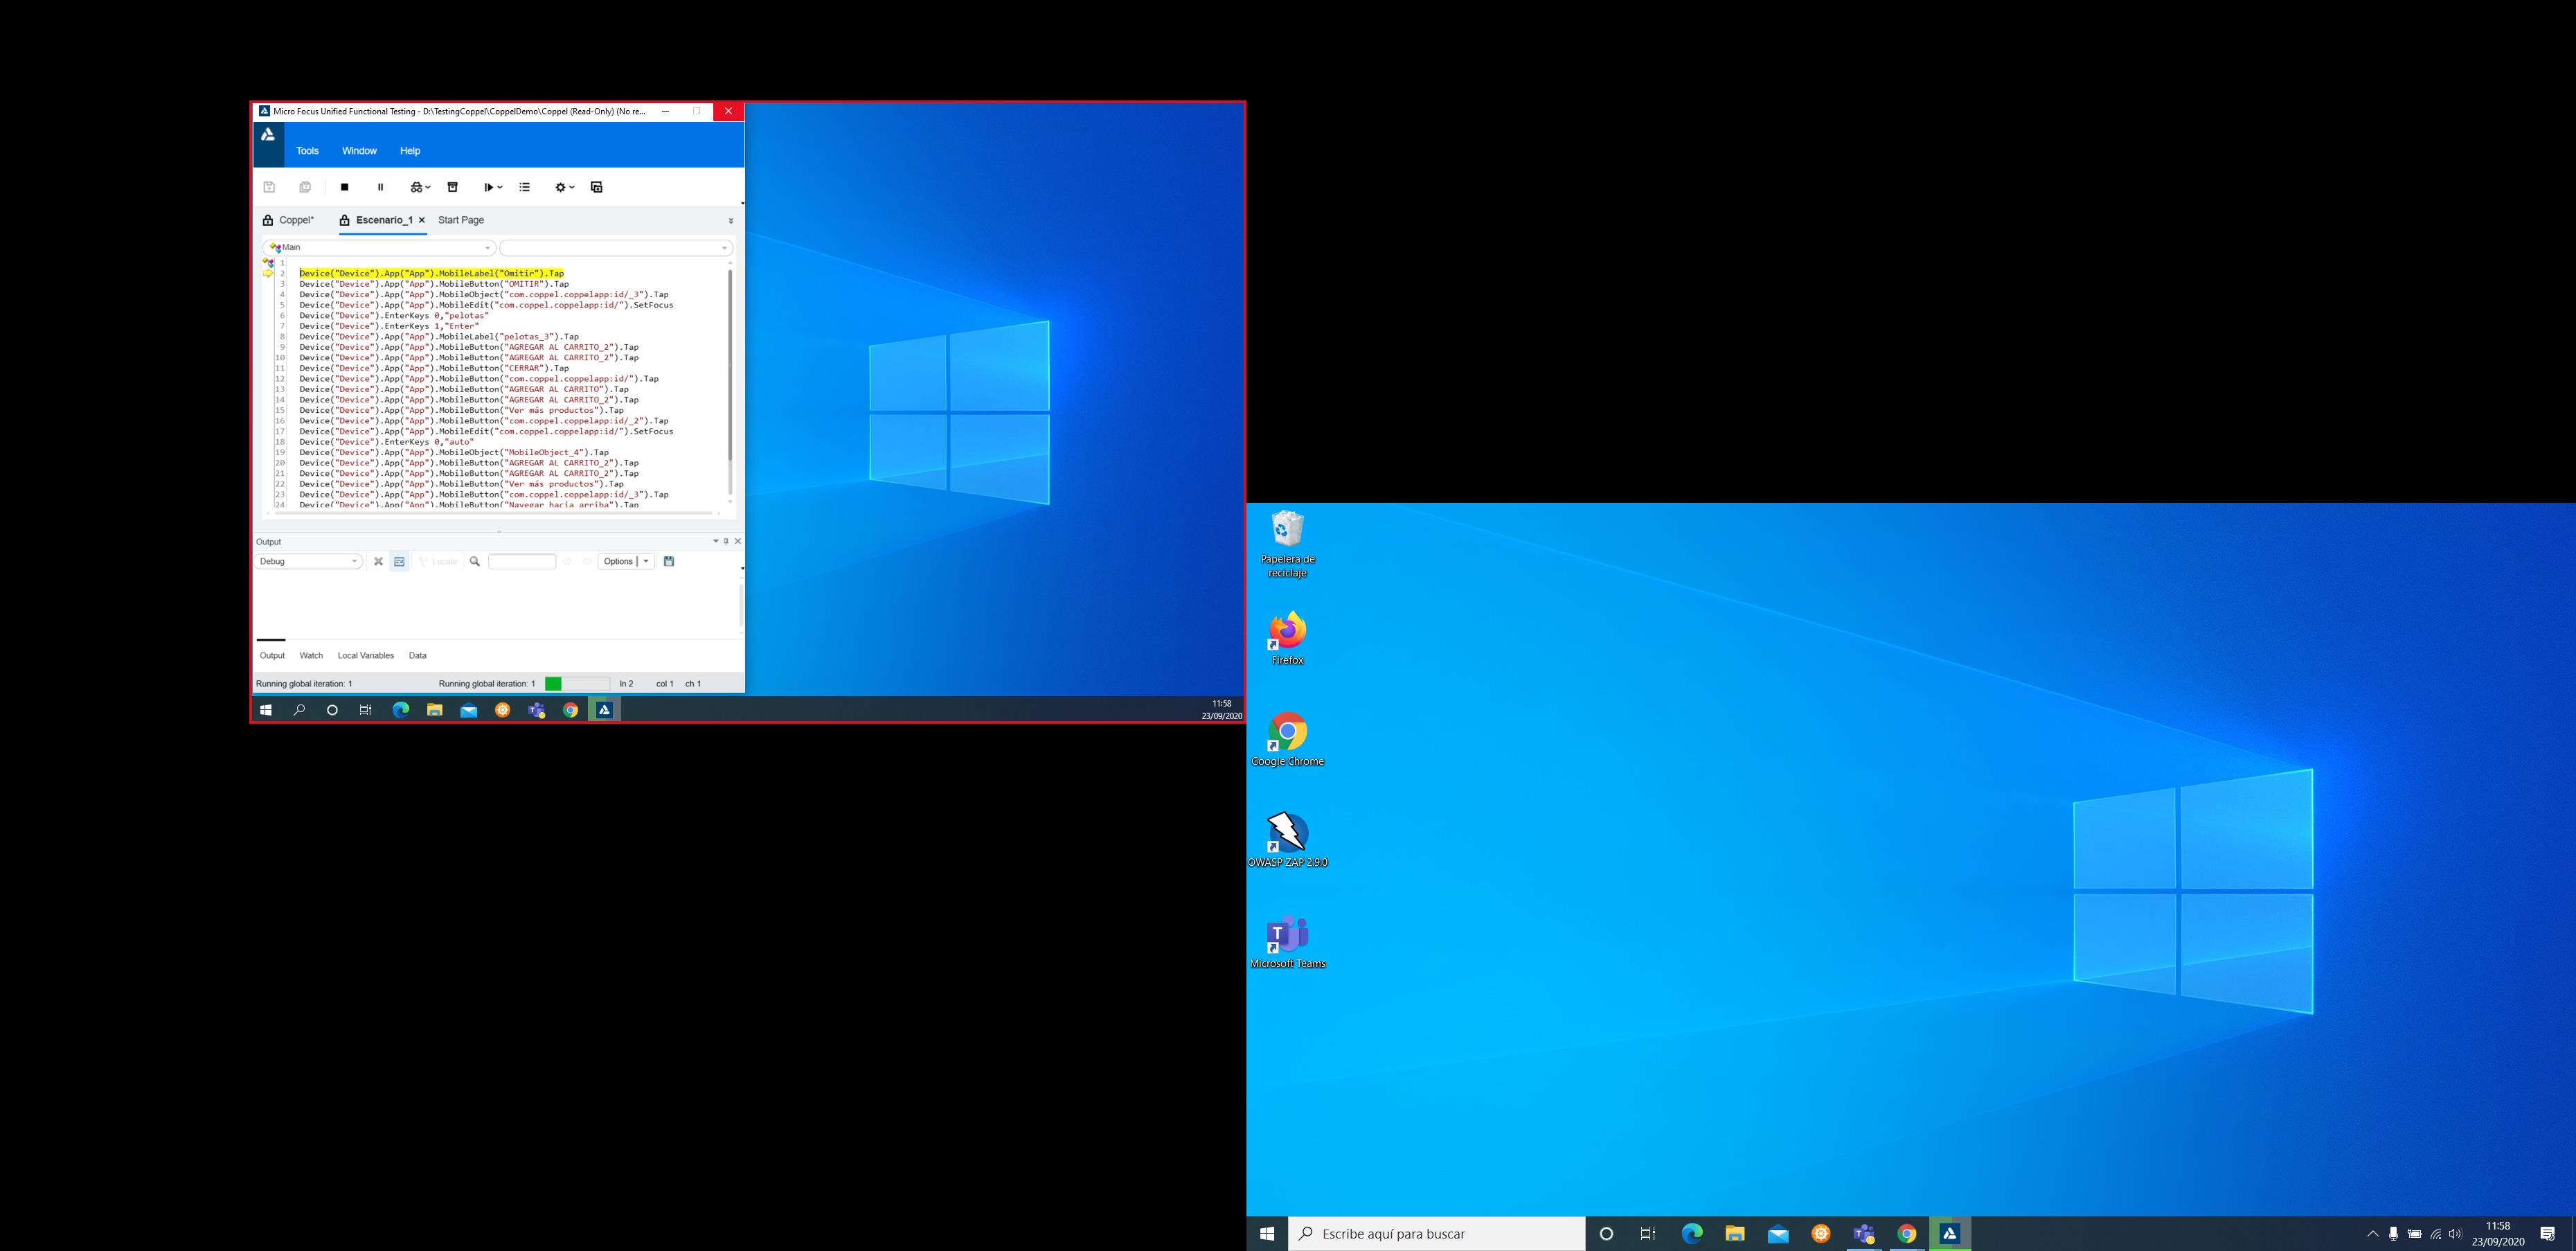 Micro Focus Unified Functional Testing - D:\TestingCoppel\CoppelDemo\Coppel (Read-Only) (No re...
Tools Window Help
Coppel* Escenario_1 Start Page
Main
1
2 Device("Device").App("App").MobileLabel("Omitir").Tap
3 Device("Device").App("App").MobileButton("OMITIR").Tap
4 Device("Device").App("App").MobileObject("com.coppel.coppelapp:id/_3").Tap
5 Device("Device").App("App").MobileEdit("com.coppel.coppelapp:id/").SetFocus
6 Device("Device").EnterKeys 0,"pelotas"
7 Device("Device").EnterKeys 1,"Enter"
8 Device("Device").App("App").MobileLabel("pelotas_3").Tap
9 Device("Device").App("App").MobileButton("AGREGAR AL CARRITO_2").Tap
10 Device("Device").App("App").MobileButton("AGREGAR AL CARRITO_2").Tap
11 Device("Device").App("App").MobileButton("CERRAR").Tap
12 Device("Device").App("App").MobileButton("com.coppel.coppelapp:id/").Tap
13 Device("Device").App("App").MobileButton("AGREGAR AL CARRITO").Tap
14 Device("Device").App("App").MobileButton("AGREGAR AL CARRITO_2").Tap
15 Device("Device").App("App").MobileButton("Ver más productos").Tap
16 Device("Device").App("App").MobileButton("com.coppel.coppelapp:id/_2").Tap
17 Device("Device").App("App").MobileEdit("com.coppel.coppelapp:id/").SetFocus
18 Device("Device").EnterKeys 0,"auto"
19 Device("Device").App("App").MobileObject("MobileObject_4").Tap
20 Device("Device").App("App").MobileButton("AGREGAR AL CARRITO_2").Tap
21 Device("Device").App("App").MobileButton("AGREGAR AL CARRITO_2").Tap
22 Device("Device").App("App").MobileButton("Ver más productos").Tap
23 Device("Device").App("App").MobileButton("com.coppel.coppelapp:id/_3").Tap
24 Device("Device").App("App").MobileButton("Navegar hacia arriba").Tap
Output
Debug Locate Options
Output Watch Local Variables Data
Running global iteration: 1 Running global iteration: 1 ln 2 col 1 ch 1
11:58
23/09/2020
Papelera de
reciclaje
Firefox
Google Chrome
OWASP ZAP 2.9.0
Microsoft Teams
Escribe aquí para buscar
11:58
23/09/2020